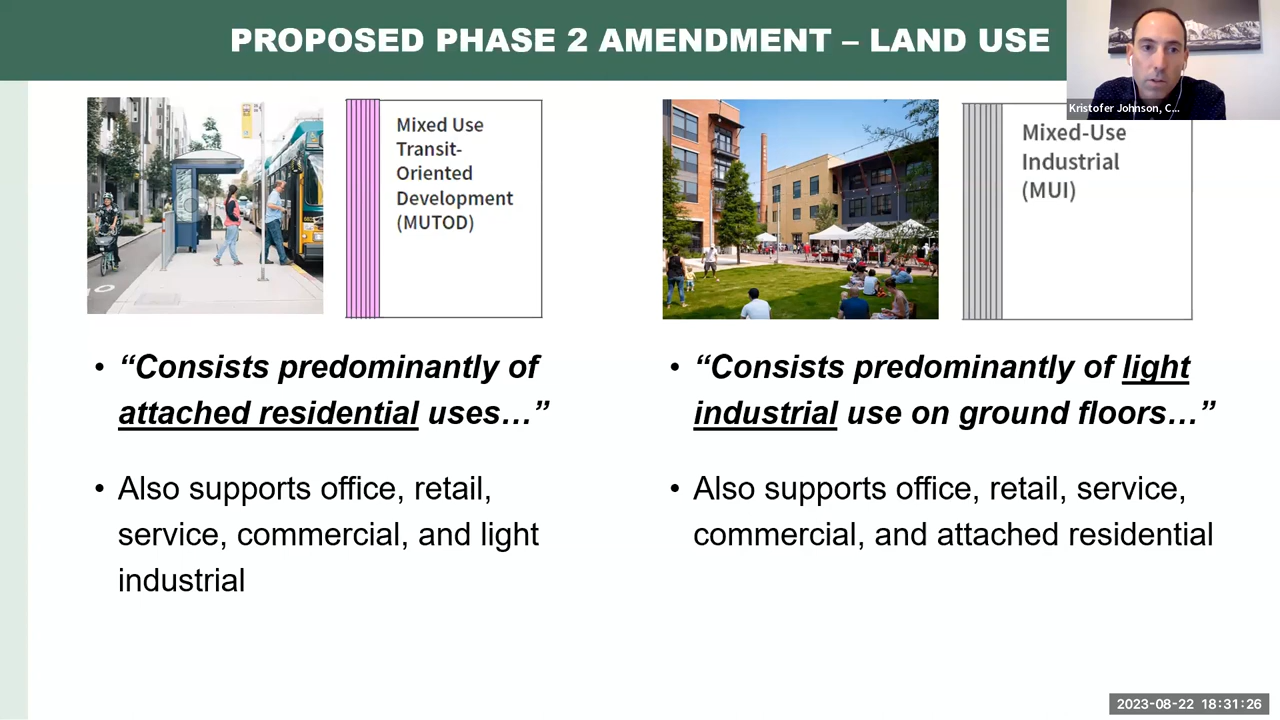 PROPOSED PHASE 2 AMENDMENT – LAND USE
Kristofer Johnson, C...
Mixed Use
Transit-
Oriented
Development
(MUTOD)
Mixed-Use
Industrial
(MUI)
• “Consists predominantly of
attached residential uses…”
• Also supports office, retail,
service, commercial, and light
industrial
• “Consists predominantly of light
industrial use on ground floors…”
• Also supports office, retail, service,
commercial, and attached residential
2023-08-22 18:31:26